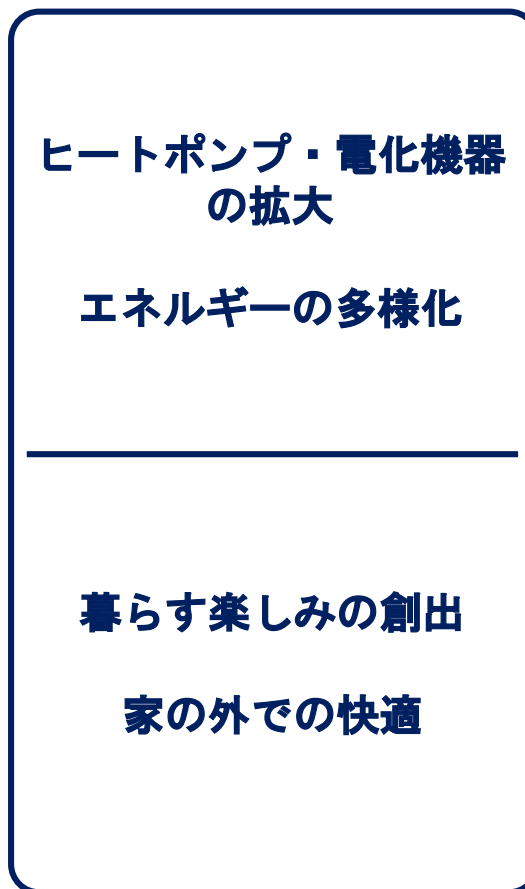 ヒートポンプ・電化機器
の拡大
エネルギーの多様化
暮らす楽しみの創出
家の外での快適